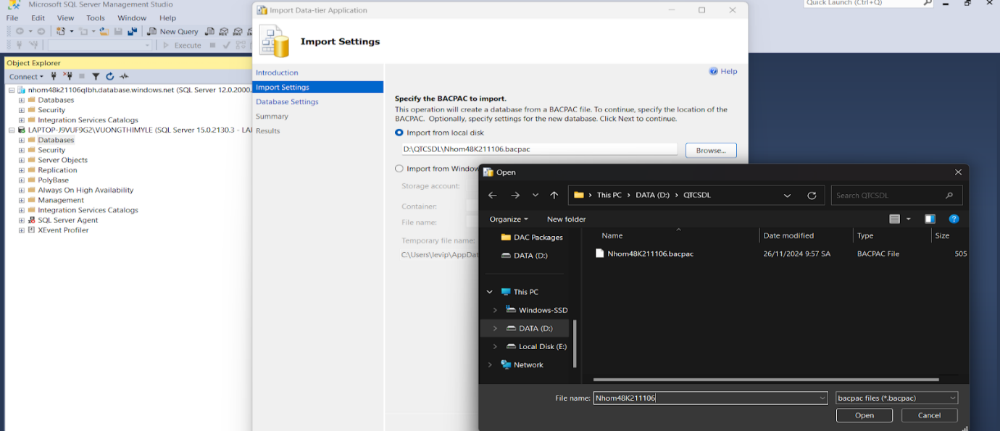 Microsoft SQL Server Management Studio
Quick Launch (Ctrl+Q)
File Edit View Tools Window Help
New Query
Execute
Object Explorer
Connect
nhom48k21106qlbh.database.windows.net (SQL Server 12.0.2000.
Databases
Security
Integration Services Catalogs
LAPTOP-J9VUF9G2\VUONGTHIMYLE (SQL Server 15.0.2130.3 - LAI
Databases
Security
Server Objects
Replication
PolyBase
Always On High Availability
Management
Integration Services Catalogs
SQL Server Agent
XEvent Profiler
Import Data-tier Application
Import Settings
Introduction
Import Settings
Database Settings
Summary
Results
Help
Specify the BACPAC to import.
This operation will create a database from a BACPAC file. To continue, specify the location of the
BACPAC. Optionally, specify settings for the new database. Click Next to continue.
Import from local disk
D:\QTCSDL\Nhom48K211106.bacpac
Browse...
Import from Window
Storage account:
Container:
File name:
Temporary file name:
C:\Users\levip\AppDat
Open
This PC > DATA (D:) > QTCSDL
Search QTCSDL
Organize New folder
DAC Packages
DATA (D:)
This PC
Windows-SSD
DATA (D:)
Local Disk (E:)
Network
Name Date modified Type Size
Nhom48K211106.bacpac 26/11/2024 9:57 SA BACPAC File 505
File name: Nhom48K211106 bacpac files (*.bacpac)
Open Cancel